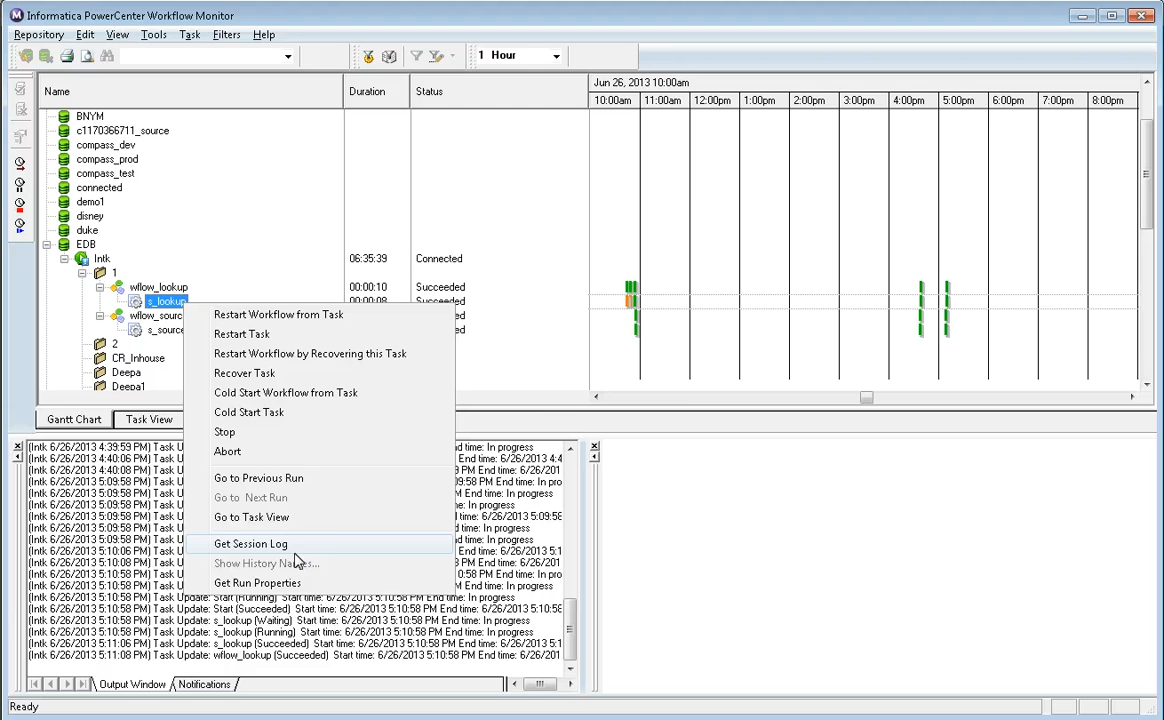 Informatica PowerCenter Workflow Monitor
Repository Edit View Tools Task Filters Help
1 Hour
Name Duration Status
Jun 26, 2013 10:00am
10:00am 11:00am 12:00pm 1:00pm 2:00pm 3:00pm 4:00pm 5:00pm 6:00pm 7:00pm 8:00pm
BNYM
c1170366711_source
compass_dev
compass_prod
compass_test
connected
demo1
disney
duke
EDB
Intk 06:35:39 Connected
1
wflow_lookup 00:00:10 Succeeded
s_lookup 00:00:08 Succeeded
wflow_sourc
s_source
2
CR_Inhouse
Deepa
Deepa1
Restart Workflow from Task
Restart Task
Restart Workflow by Recovering this Task
Recover Task
Cold Start Workflow from Task
Cold Start Task
Stop
Abort
Go to Previous Run
Go to Next Run
Go to Task View
Get Session Log
Show History Na ...
Get Run Properties
Gantt Chart Task View
(Intk 6/26/2013 4:39:59 PM) Task U nd time: In progress
(Intk 6/26/2013 4:40:06 PM) Task U
(Intk 6/26/2013 4:40:08 PM) Task U PM End time: 6/26/201
(Intk 6/26/2013 5:09:58 PM) Task U
(Intk 6/26/2013 5:09:58 PM) Task U
(Intk 6/26/2013 5:09:58 PM) Task U
(Intk 6/26/2013 5:09:58 PM) Task U
(Intk 6/26/2013 5:09:58 PM) Task U
(Intk 6/26/2013 5:09:58 PM) Task U
(Intk 6/26/2013 5:10:06 PM) Task U
(Intk 6/26/2013 5:10:08 PM) Task U
(Intk 6/26/2013 5:10:58 PM) Task U
(Intk 6/26/2013 5:10:58 PM) Task U
(Intk 6/26/2013 5:10:58 PM) Task Update: Start (Running) Start time: 6/26/2013 5:10:58 PM End time: In progress
(Intk 6/26/2013 5:10:58 PM) Task Update: Start (Succeeded) Start time: 6/26/2013 5:10:58 PM End time: 6/26/2013 5:10:58
(Intk 6/26/2013 5:10:58 PM) Task Update: s_lookup (Waiting) Start time: 6/26/2013 5:10:58 PM End time: In progress
(Intk 6/26/2013 5:10:58 PM) Task Update: s_lookup (Running) Start time: 6/26/2013 5:10:58 PM End time: In progress
(Intk 6/26/2013 5:11:06 PM) Task Update: s_lookup (Succeeded) Start time: 6/26/2013 5:10:58 PM End time: 6/26/201
(Intk 6/26/2013 5:11:08 PM) Task Update: wflow_lookup (Succeeded) Start time: 6/26/2013 5:10:58 PM End time: 6/26/201
Output Window Notifications
Ready